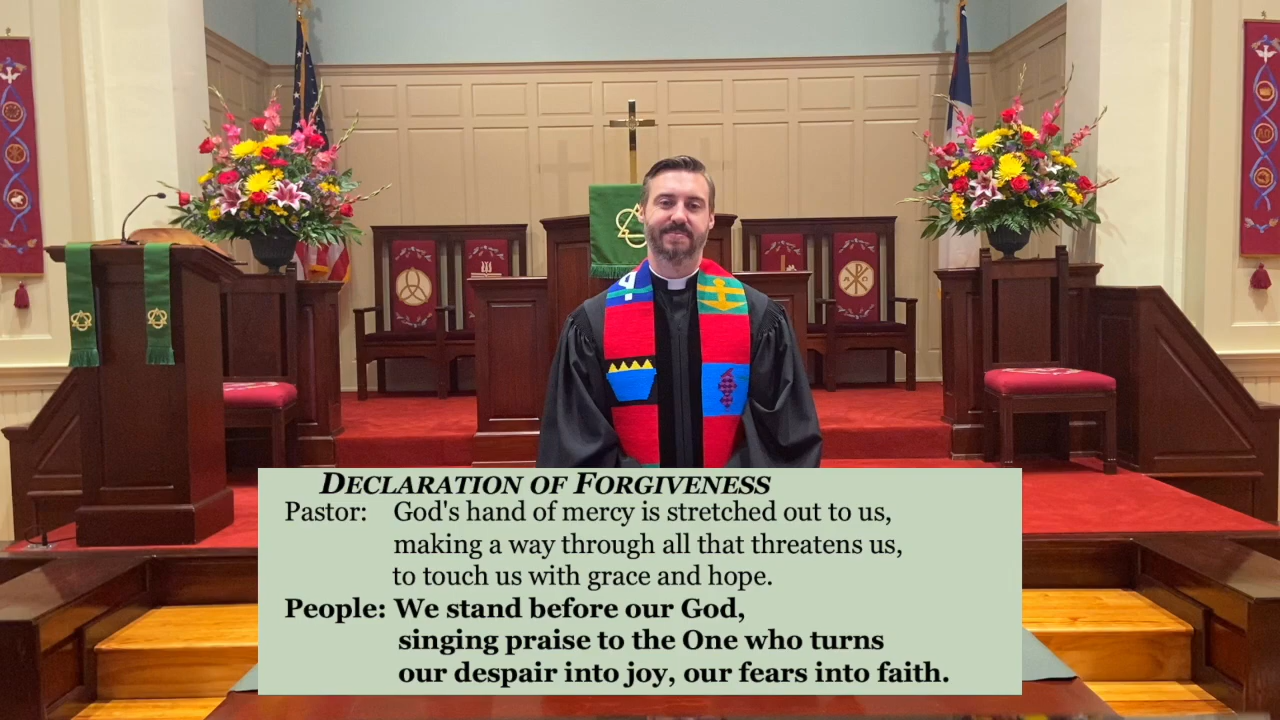 DECLARATION OF FORGIVENESS
Pastor: God's hand of mercy is stretched out to us,
making a way through all that threatens us,
to touch us with grace and hope.
People: We stand before our God,
singing praise to the One who turns
our despair into joy, our fears into faith.